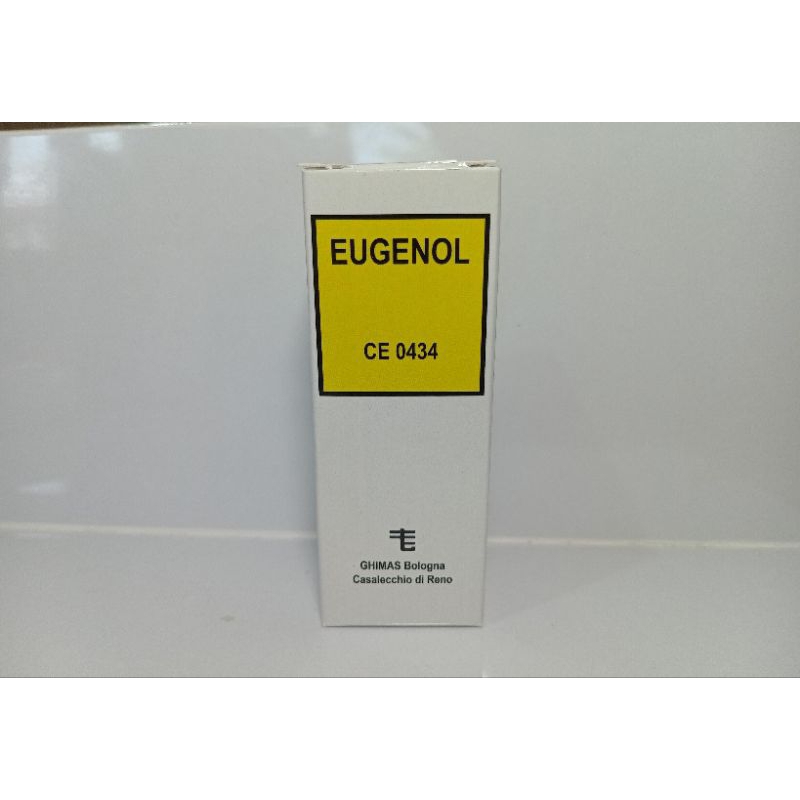 EUGENOL
CE 0434
GHIMAS Bologna
Casalecchio di Reno